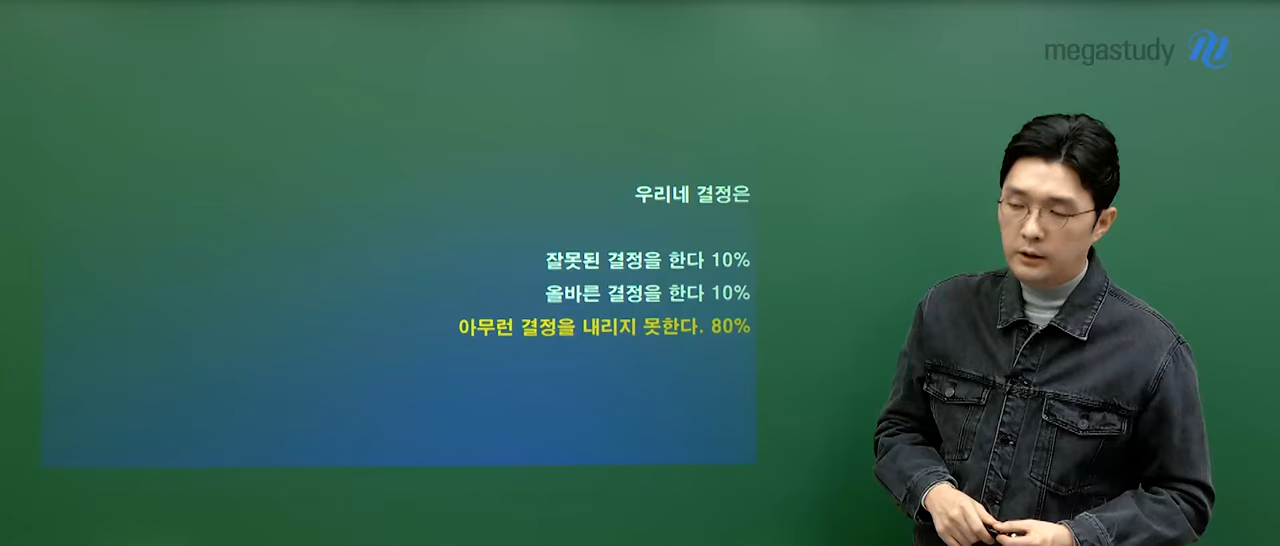 megastudy
우리네 결정은
잘못된 결정을 한다 10%
올바른 결정을 한다 10%
아무런 결정을 내리지 못한다. 80%